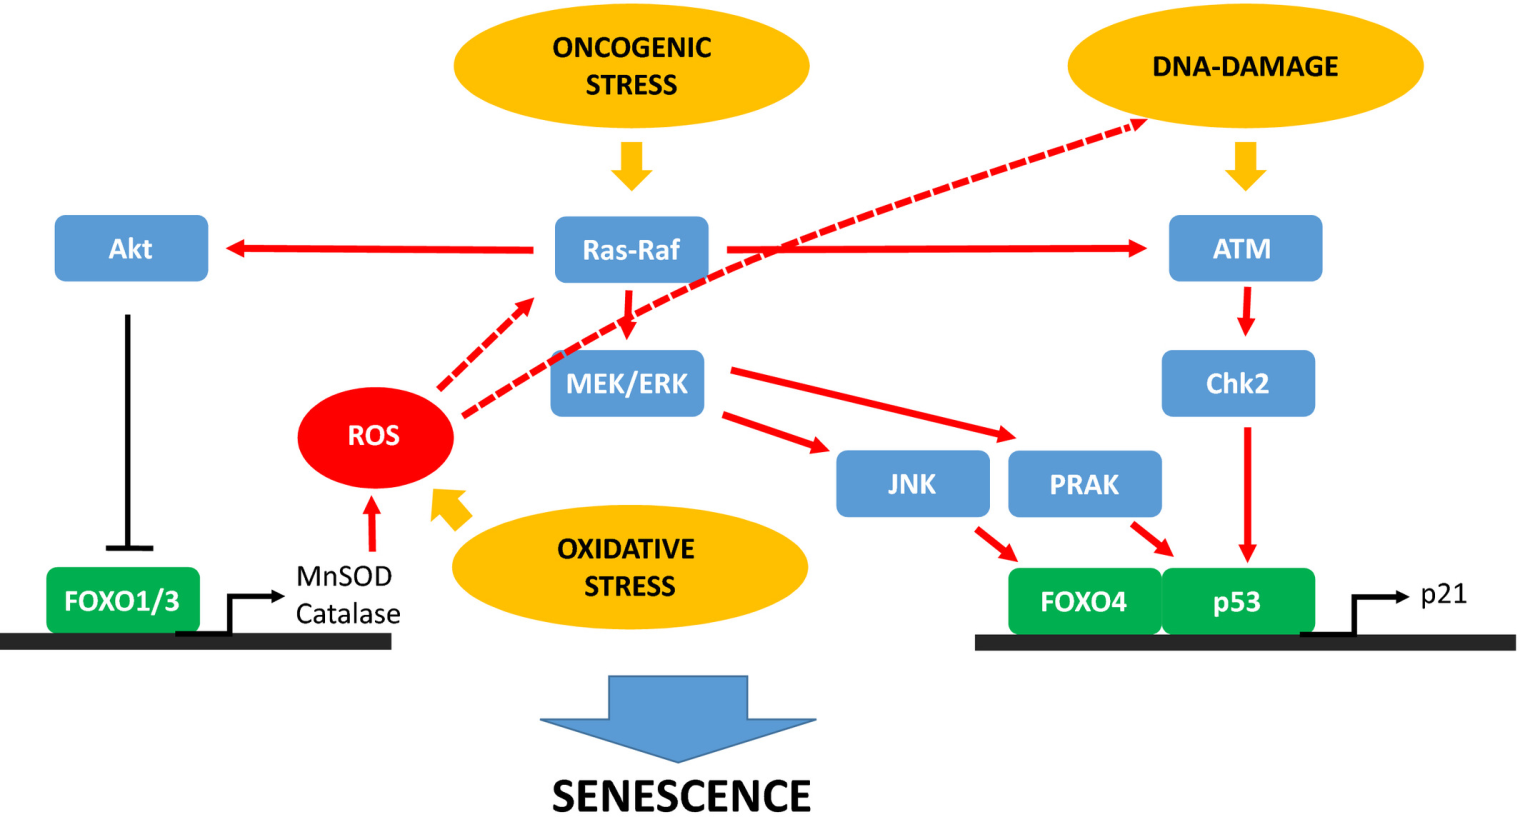 ONCOGENIC
STRESS
DNA-DAMAGE
Akt
Ras-Raf
ATM
MEK/ERK
Chk2
ROS
JNK
PRAK
OXIDATIVE
STRESS
FOXO1/3
MnSOD
Catalase
FOXO4
p53
p21
SENESCENCE